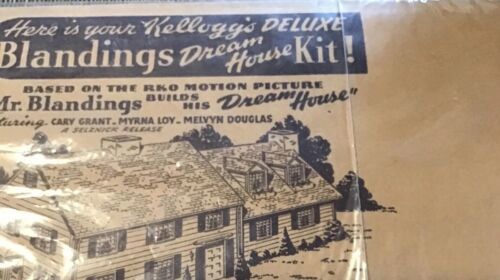 Here is your Kellogg's DELUXE
Blandings Dream House Kit!
BASED ON THE RKO MOTION PICTURE
Mr. Blandings BUILDS HIS Dream House"
turing CARY GRANT - MYRNA LOY - MELVYN DOUGLAS
A SELZNICK RELEASE